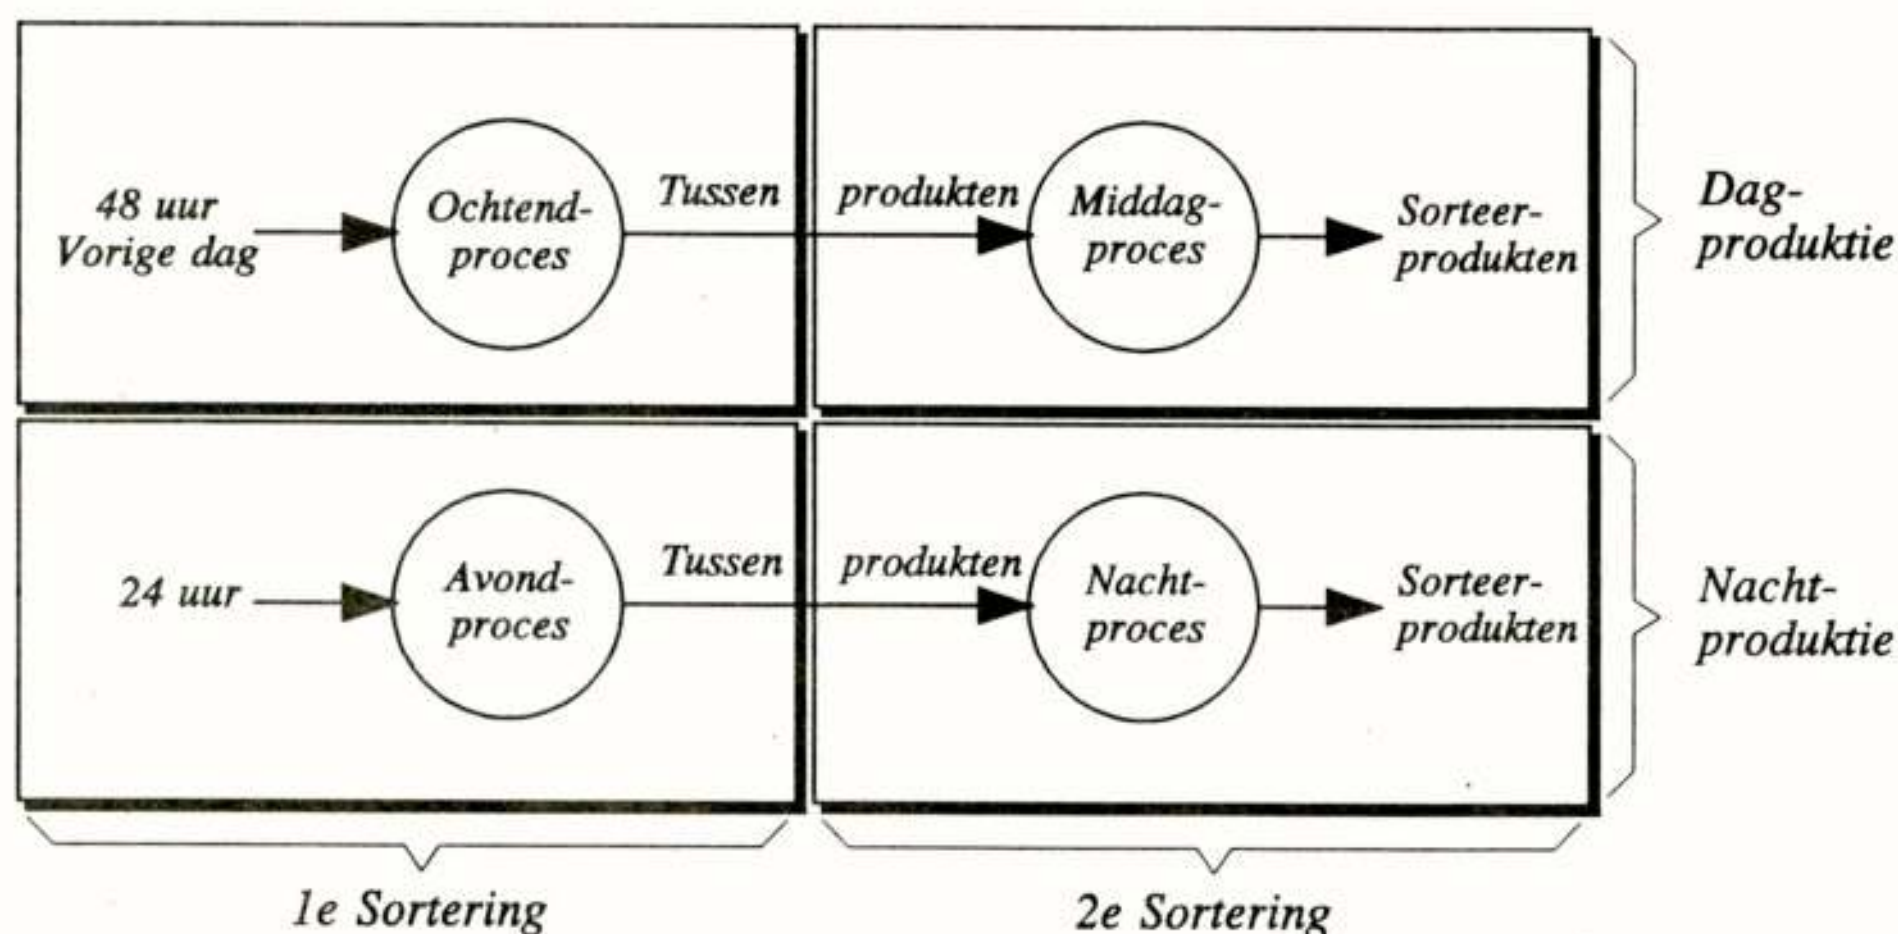 48 uur
Vorige dag
Ochtend-
proces
Tussen produkten
Middag-
proces
Sorteer-
produkten
Dag-
produktie
24 uur
Avond-
proces
Tussen produkten
Nacht-
proces
Sorteer-
produkten
Nacht-
produktie
1e Sortering
2e Sortering